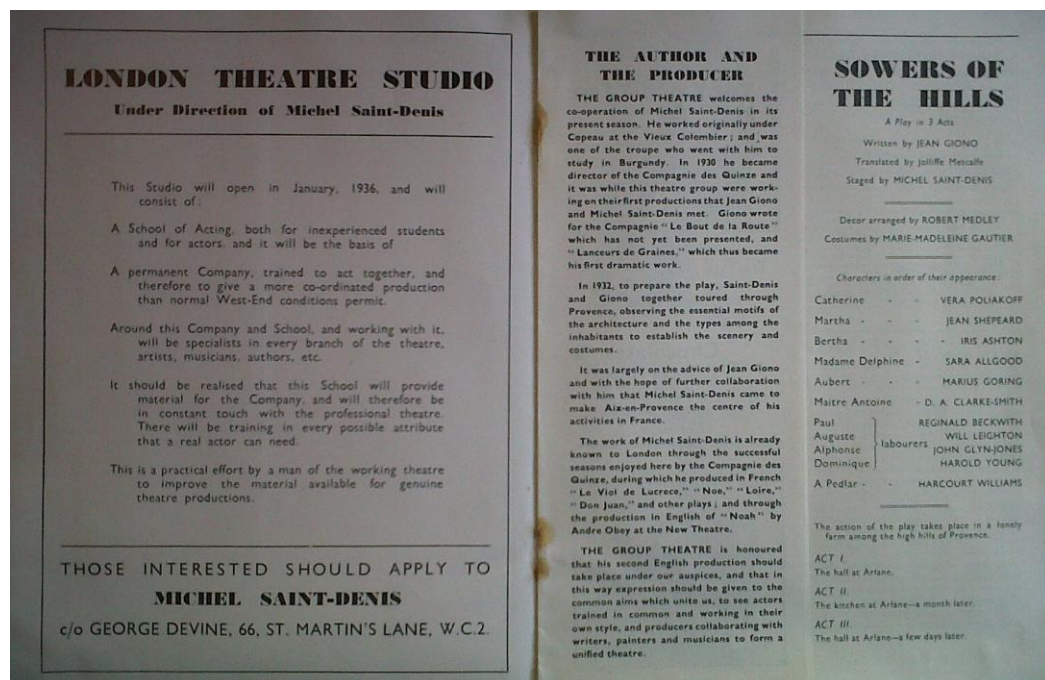 LONDON THEATRE STUDIO
Under Direction of Michel Saint-Denis
This Studio will open in January, 1936, and will
consist of:
A School of Acting, both for inexperienced students
and for actors, and it will be the basis of
A permanent Company, trained to act together, and
therefore to give a more co-ordinated production
than normal West-End conditions permit.
Around this Company and School, and working with it,
will be specialists in every branch of the theatre,
artists, musicians, authors, etc.
It should be realised that this School will provide
material for the Company, and will therefore be
in constant touch with the professional theatre.
There will be training in every possible attribute
that a real actor can need.
This is a practical effort by a man of the working theatre
to improve the material available for genuine
theatre productions.
THOSE INTERESTED SHOULD APPLY TO
MICHEL SAINT-DENIS
c/o GEORGE DEVINE, 66, ST. MARTIN'S LANE, W.C.2.
THE AUTHOR AND
THE PRODUCER
THE GROUP THEATRE welcomes the
co-operation of Michel Saint-Denis in its
present season. He worked originally under
Copeau at the Vieux Colombier; and was
one of the troupe who went with him to
study in Burgundy. In 1930 he became
director of the Compagnie des Quinze and
it was while this theatre group were work-
ing on their first productions that Jean Giono
and Michel Saint-Denis met. Giono wrote
for the Compagnie "Le Bout de la Route"
which has not yet been presented, and
"Lanceurs de Graines," which thus became
his first dramatic work.
In 1932, to prepare the play, Saint-Denis
and Giono together toured through
Provence, observing the essential motifs of
the architecture and the types among the
inhabitants to establish the scenery and
costumes.
It was largely on the advice of Jean Giono
and with the hope of further collaboration
with him that Michel Saint-Denis came to
make Aix-en-Provence the centre of his
activities in France.
The work of Michel Saint-Denis is already
known to London through the successful
seasons enjoyed here by the Compagnie des
Quinze, during which he produced in French
"Le Viol de Lucrece," "Noe," "Loire,"
"Don Juan," and other plays; and through
the production in English of "Noah" by
Andre Obey at the New Theatre.
THE GROUP THEATRE is honoured
that his second English production should
take place under our auspices, and that in
this way expression should be given to the
common aims which unite us, to see actors
trained in common and working in their
own style, and producers collaborating with
writers, painters and musicians to form a
unified theatre.
SOWERS OF
THE HILLS
A Play in 3 Acts
Written by JEAN GIONO
Translated by Jolliffe Metcalfe
Staged by MICHEL SAINT-DENIS
Decor arranged by ROBERT MEDLEY
Costumes by MARIE-MADELEINE GAUTIER
Characters in order of their appearance:
Catherine - - VERA POLIAKOFF
Martha - - - JEAN SHEPEARD
Bertha - - - - IRIS ASHTON
Madame Delphine - SARA ALLGOOD
Aubert - - - MARIUS GORING
Maitre Antoine - D. A. CLARKE-SMITH
Paul REGINALD BECKWITH
Auguste WILL LEIGHTON
labourers
Alphonse JOHN GLYN-JONES
Dominique HAROLD YOUNG
A Pedlar - - HARCOURT WILLIAMS
The action of the play takes place in a lonely
farm among the high hills of Provence.
ACT I.
The hall at Arlane.
ACT II.
The kitchen at Arlane—a month later.
ACT III.
The hall at Arlane—a few days later.